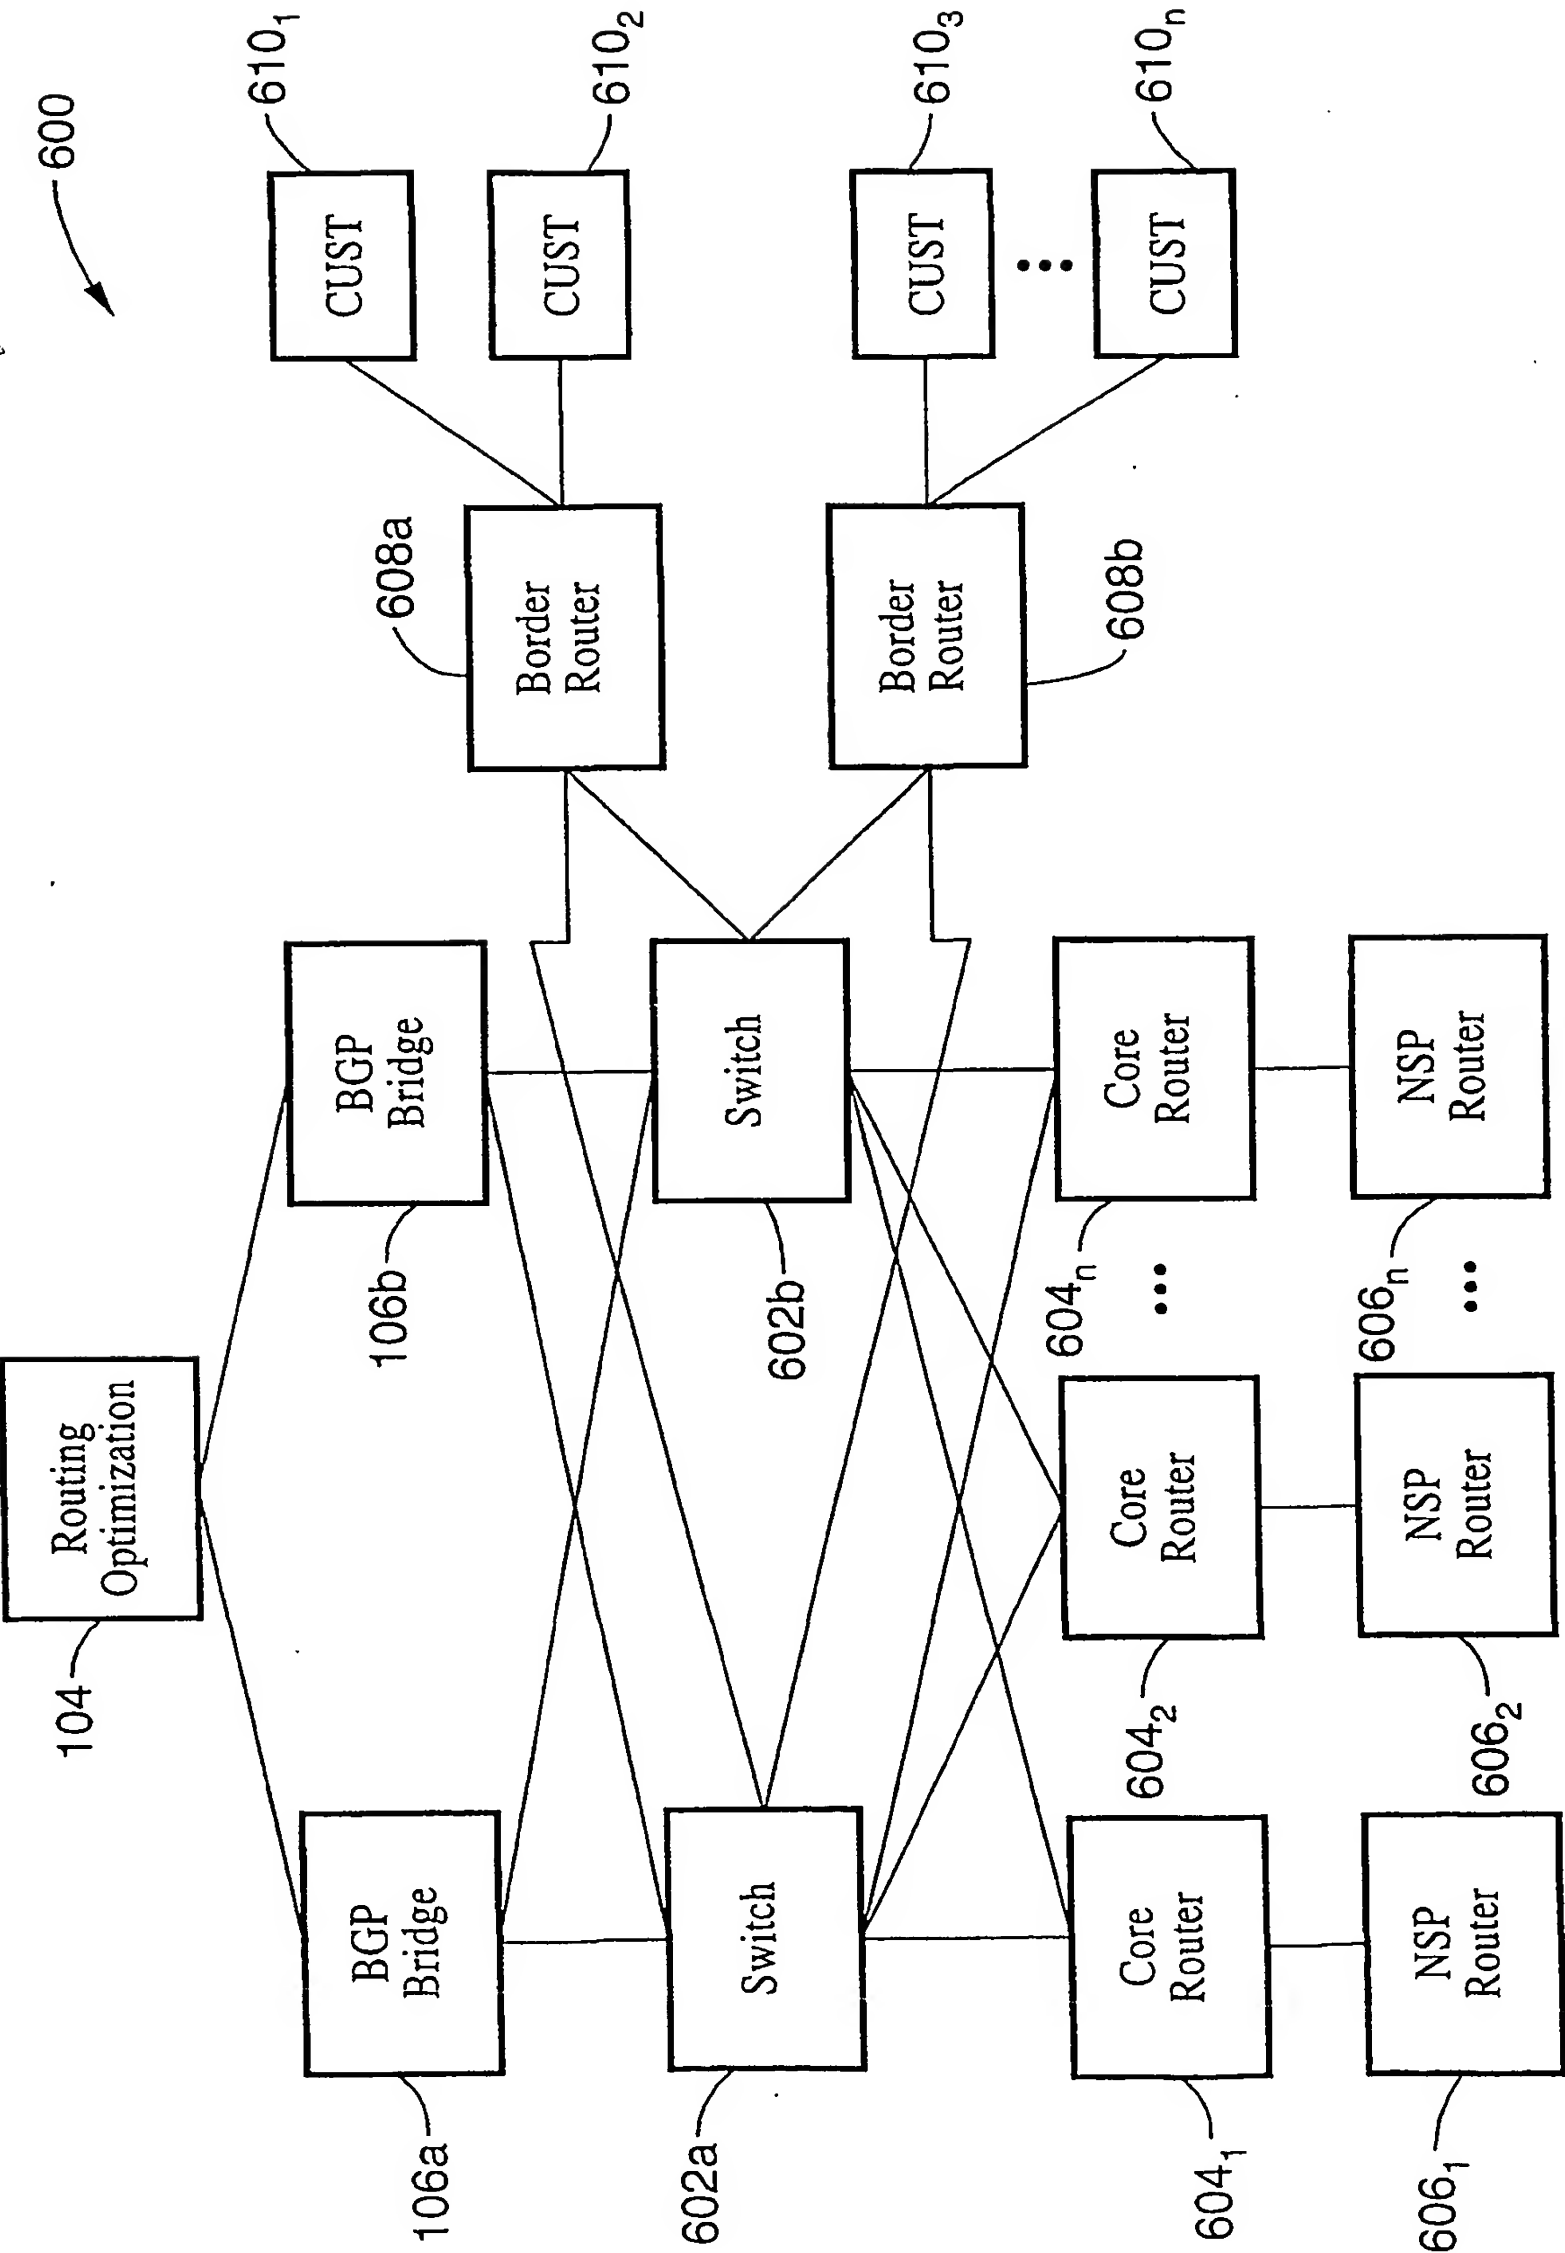 600
104
Routing
Optimization
106a
BGP
Bridge
106b
BGP
Bridge
602a
Switch
602b
Switch
604₁
Core
Router
604₂
Core
Router
604ₙ
Core
Router
•••
606₁
NSP
Router
606₂
NSP
Router
606ₙ
NSP
Router
•••
608a
Border
Router
608b
Border
Router
610₁
CUST
610₂
CUST
610₃
CUST
•••
610ₙ
CUST